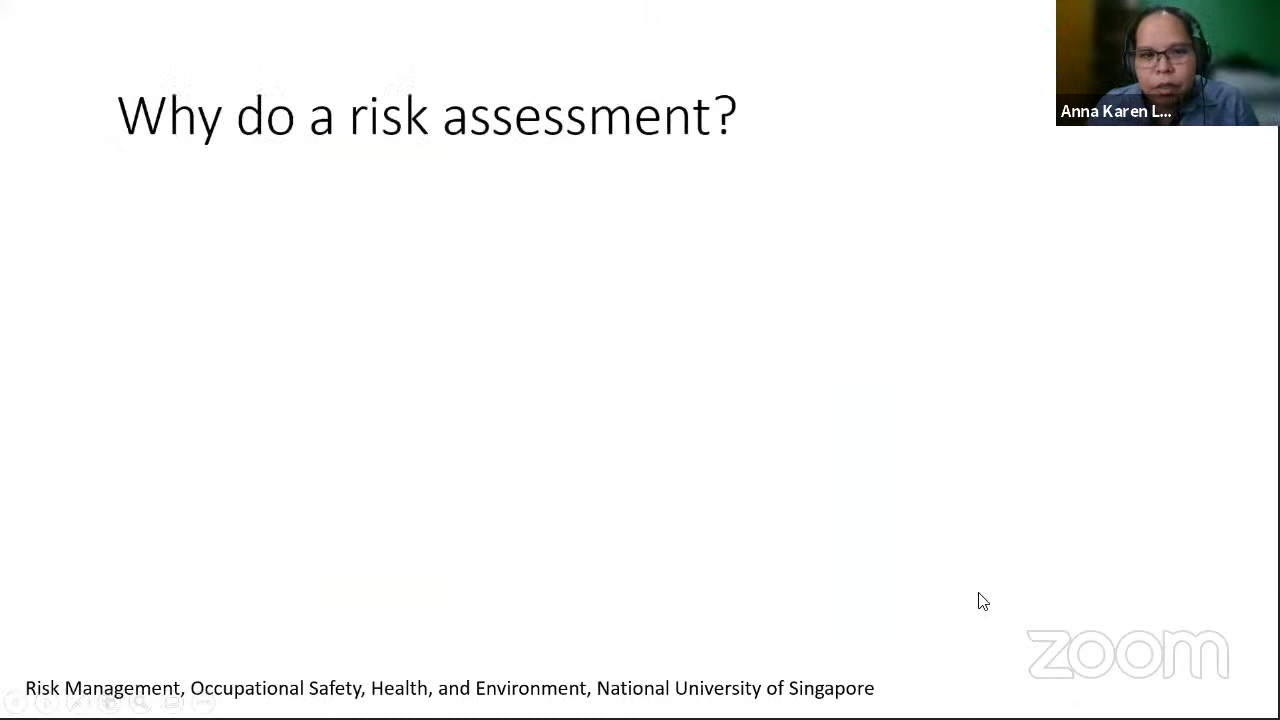 Why do a risk assessment?
Anna Karen L...
zoom
Risk Management, Occupational Safety, Health, and Environment, National University of Singapore